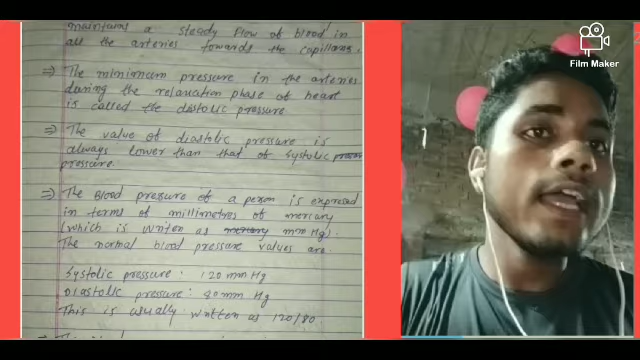 maintains a steady flow of blood in
all the arteries towards the capillaries.
⇒ The minimum pressure in the arteries
during the relaxation phase of heart
is called the distolic pressure
⇒ The value of diastolic pressure is
always lower than that of systolic
pressure.
⇒ The Blood pressure of a person is expressed
in terms of millimetres of mercury
(which is written as mm Hg).
The normal blood pressure values are.
Systolic pressure: 120 mm Hg
Diastolic pressure: 80 mm Hg
This is usually written as 120/80
Film Maker